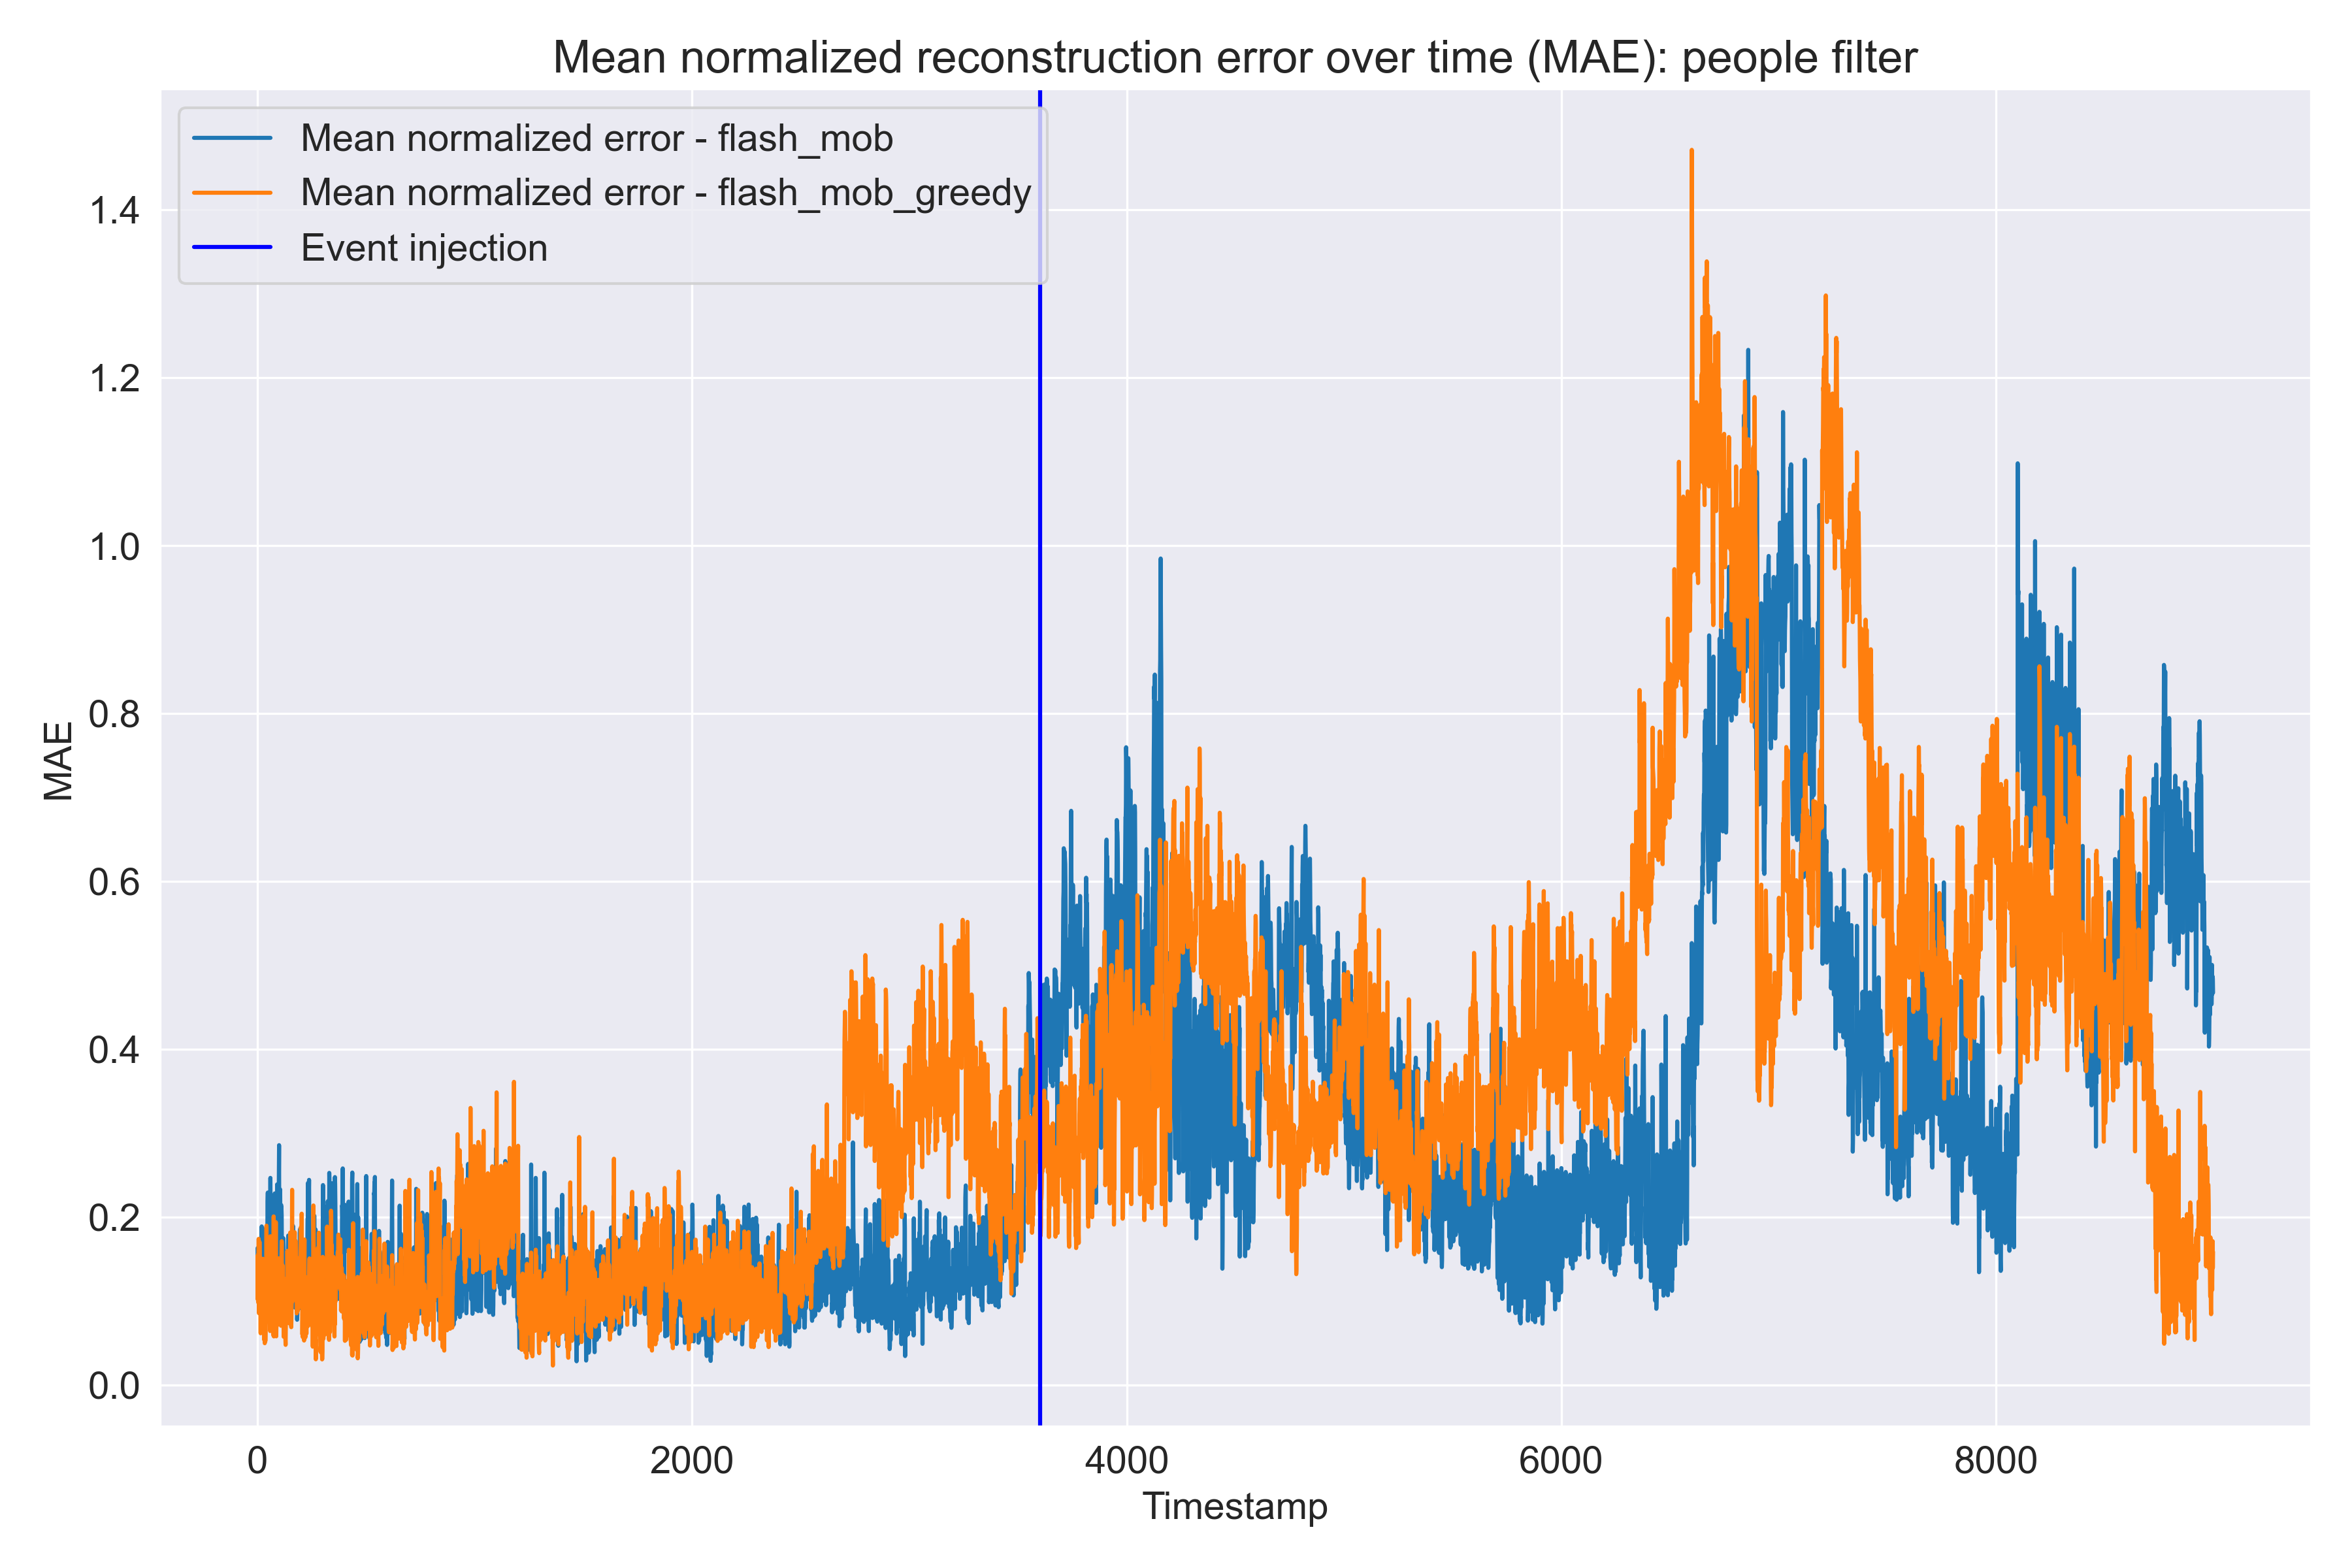 Mean normalized reconstruction error over time (MAE): people filter
Mean normalized error - flash_mob
Mean normalized error - flash_mob_greedy
Event injection
MAE
1.4
1.2
1.0
0.8
0.6
0.4
0.2
0.0
0 2000 4000 6000 8000
Timestamp